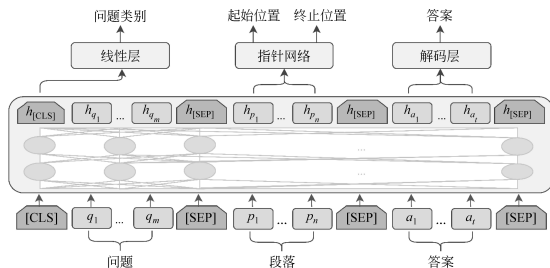 问题类别 起始位置 终止位置 答案
线性层 指针网络 解码层
h[CLS] hq1 ... hqm h[SEP] hp1 ... hpn h[SEP] ha1 ... hat h[SEP]
...
...
[CLS] q1 ... qm [SEP] p1 ... pn [SEP] a1 ... at [SEP]
问题 段落 答案